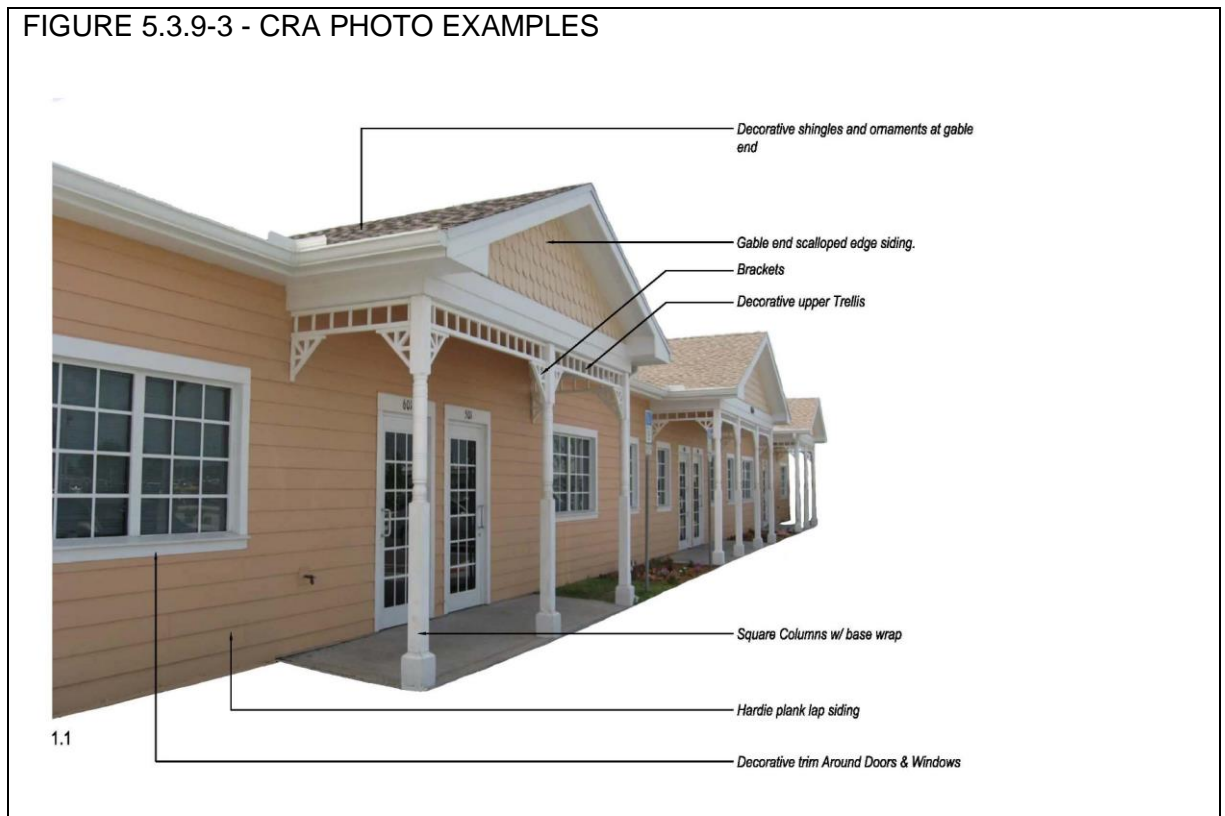 FIGURE 5.3.9-3 - CRA PHOTO EXAMPLES
Decorative shingles and ornaments at gable
end
Gable end scalloped edge siding.
Brackets
Decorative upper Trellis
Square Columns w/ base wrap
Hardie plank lap siding
1.1
Decorative trim Around Doors & Windows